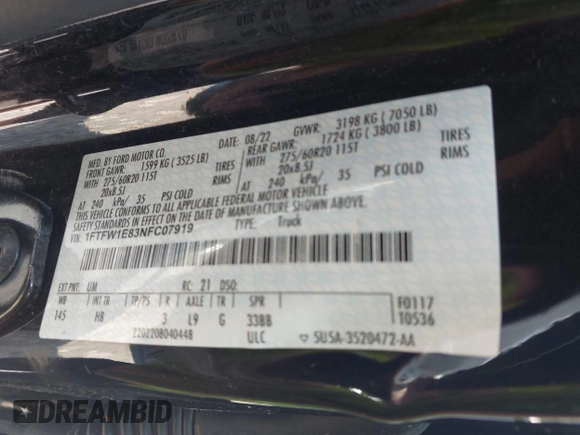 MFD. BY FORD MOTOR CO. 08/22 GVWR: 3198 KG ( 7050 LB)
FRONT GAWR: 1599 KG ( 3525 LB) REAR GAWR: 1724 KG ( 3800 LB)
WITH 275/60R20 115T TIRES WITH 275/60R20 115T TIRES
20x8.5J RIMS 20x8.5J RIMS
AT 240 kPa/ 35 PSI COLD AT 240 kPa/ 35 PSI COLD
THIS VEHICLE CONFORMS TO ALL APPLICABLE FEDERAL MOTOR VEHICLE
SAFETY STANDARDS IN EFFECT ON THE DATE OF MANUFACTURE SHOWN ABOVE.
VIN: 1FTFW1E83NFC07919 TYPE: Truck
EXT PNT: UM RC: 21 DSO:
WB INT TR TP/PS R AXLE TR SPR F0117
145 HB 3 L9 G 33BB T0536
2202208040448 ULC 5USA-3520472-AA
DREAMBID